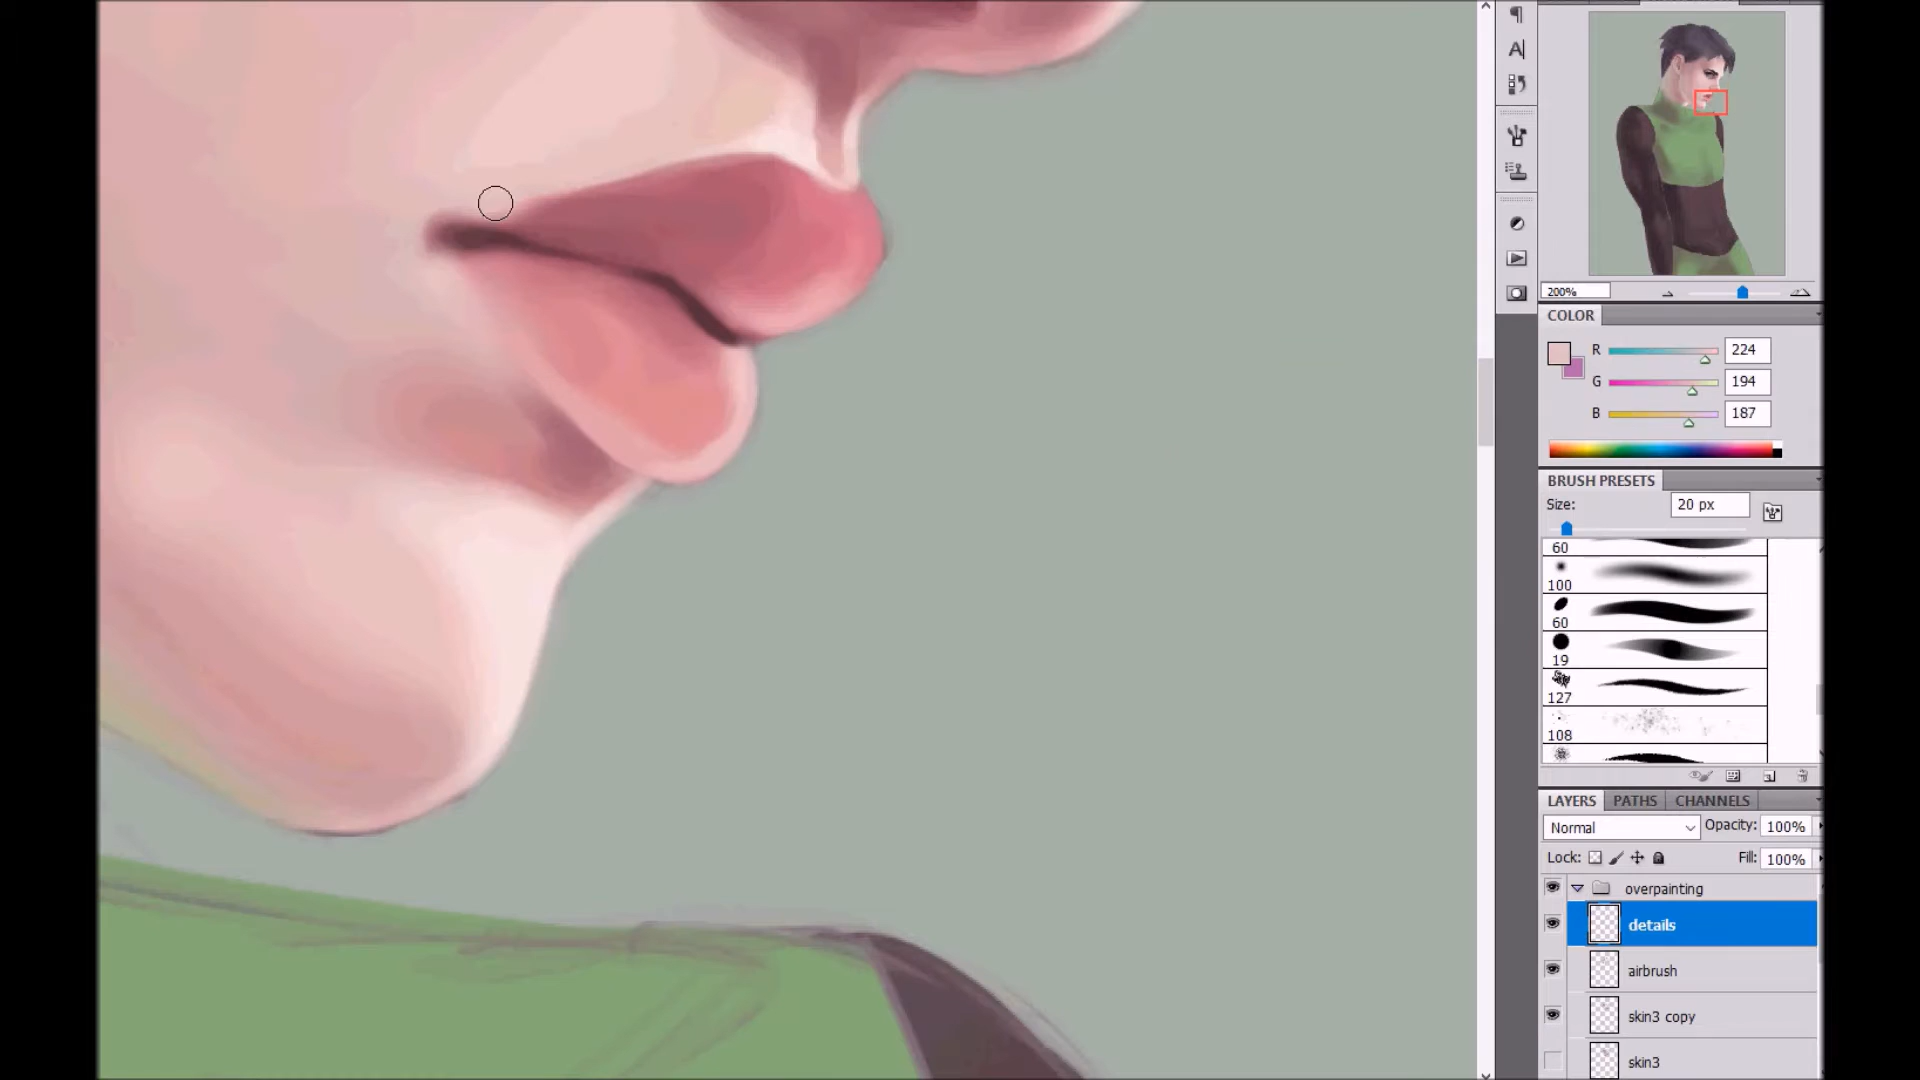 200%
COLOR
R 224
G 194
B 187
BRUSH PRESETS
Size: 20 px
60
100
60
19
127
108
LAYERS PATHS CHANNELS
Normal Opacity: 100%
Lock: Fill: 100%
overpainting
details
airbrush
skin3 copy
skin3